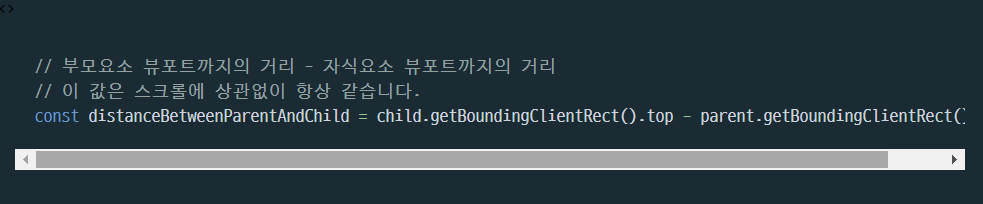 <>
// 부모요소 뷰포트까지의 거리 - 자식요소 뷰포트까지의 거리
// 이 값은 스크롤에 상관없이 항상 같습니다.
const distanceBetweenParentAndChild = child.getBoundingClientRect().top - parent.getBoundingClientRect()